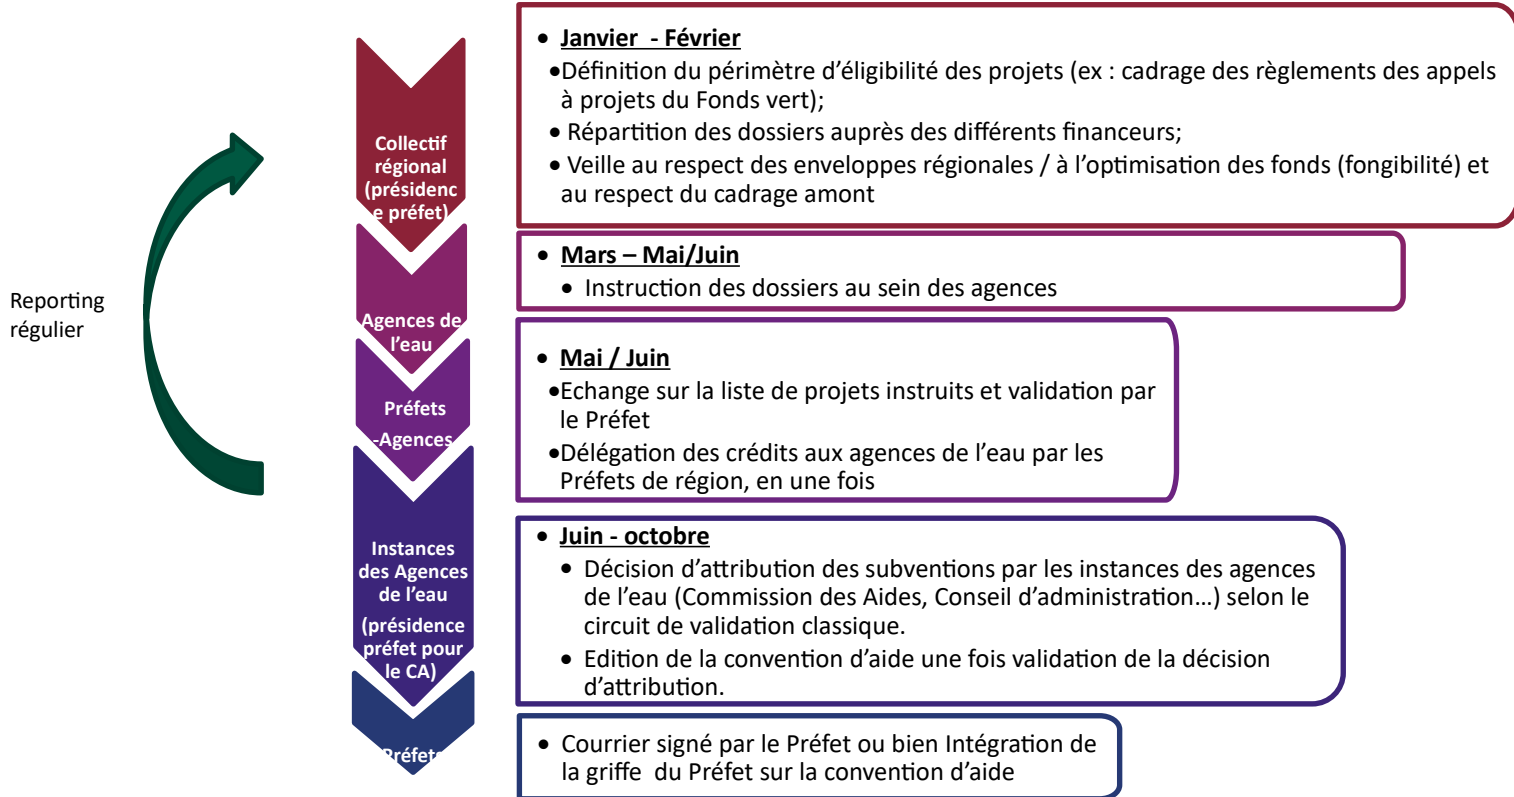 • Janvier  - Février
•Définition du périmètre d’éligibilité des projets (ex : cadrage des règlements des appels
à projets du Fonds vert);
• Répartition des dossiers auprès des différents financeurs;
• Veille au respect des enveloppes régionales / à l’optimisation des fonds (fongibilité) et
au respect du cadrage amont
Collectif
régional
(présidenc
e préfet)
• Mars – Mai/Juin
• Instruction des dossiers au sein des agences
Agences de
l’eau
Reporting
régulier
• Mai / Juin
•Echange sur la liste de projets instruits et validation par
le Préfet
•Délégation des crédits aux agences de l’eau par les
Préfets de région, en une fois
Préfets
-Agences
• Juin - octobre
• Décision d’attribution des subventions par les instances des agences
de l’eau (Commission des Aides, Conseil d’administration…) selon le
circuit de validation classique.
• Edition de la convention d’aide une fois validation de la décision
d’attribution.
Instances
des Agences
de l’eau
(présidence
préfet pour
le CA)
• Courrier signé par le Préfet ou bien Intégration de
la griffe  du Préfet sur la convention d’aide
Préfets